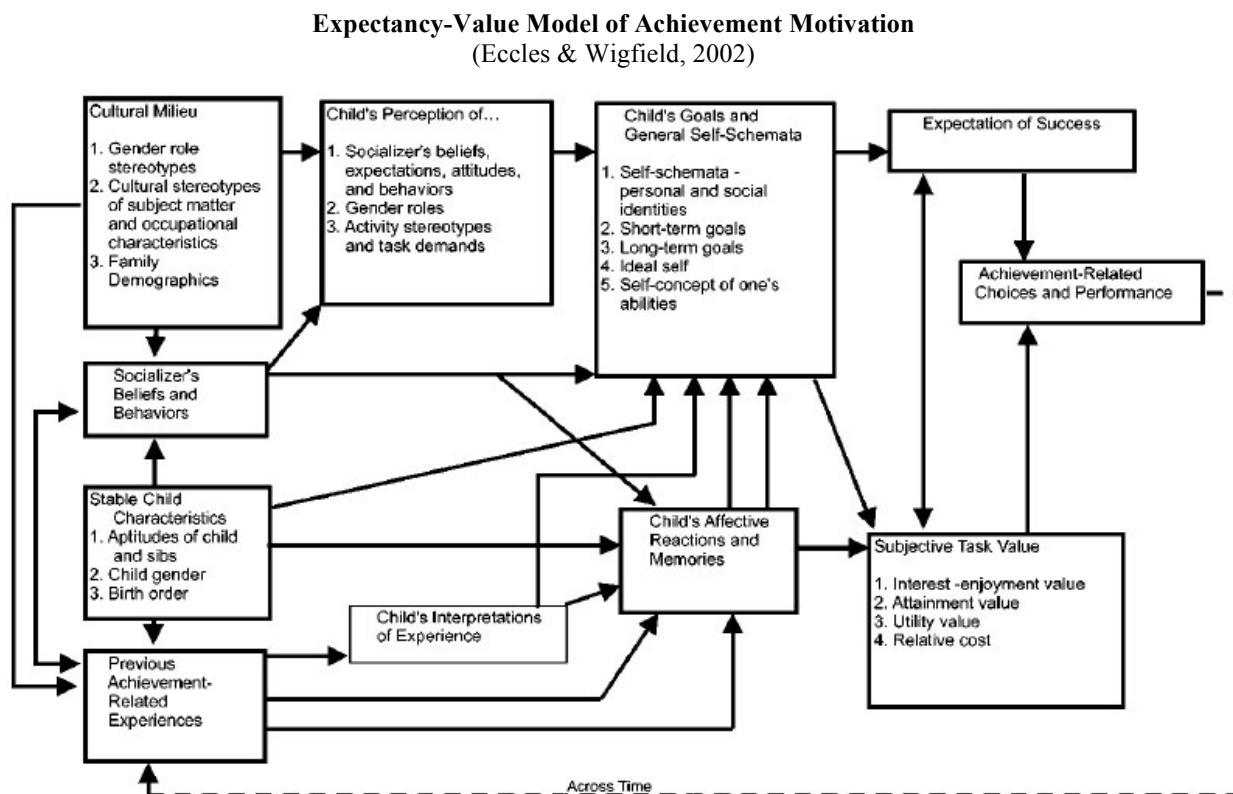 Expectancy-Value Model of Achievement Motivation
(Eccles & Wigfield, 2002)
Cultural Milieu
1. Gender role
stereotypes
2. Cultural stereotypes
of subject matter
and occupational
characteristics
3. Family
Demographics
Child's Perception of...
1. Socializer's beliefs,
expectations, attitudes,
and behaviors
2. Gender roles
3. Activity stereotypes
and task demands
Child's Goals and
General Self-Schemata
1. Self-schemata -
personal and social
identities
2. Short-term goals
3. Long-term goals
4. Ideal self
5. Self-concept of one's
abilities
Expectation of Success
Achievement-Related
Choices and Performance
Socializer's
Beliefs and
Behaviors
Stable Child
Characteristics
1. Aptitudes of child
and sibs
2. Child gender
3. Birth order
Child's Affective
Reactions and
Memories
Subjective Task Value
1. Interest -enjoyment value
2. Attainment value
3. Utility value
4. Relative cost
Child's Interpretations
of Experience
Previous
Achievement-
Related
Experiences
Across Time